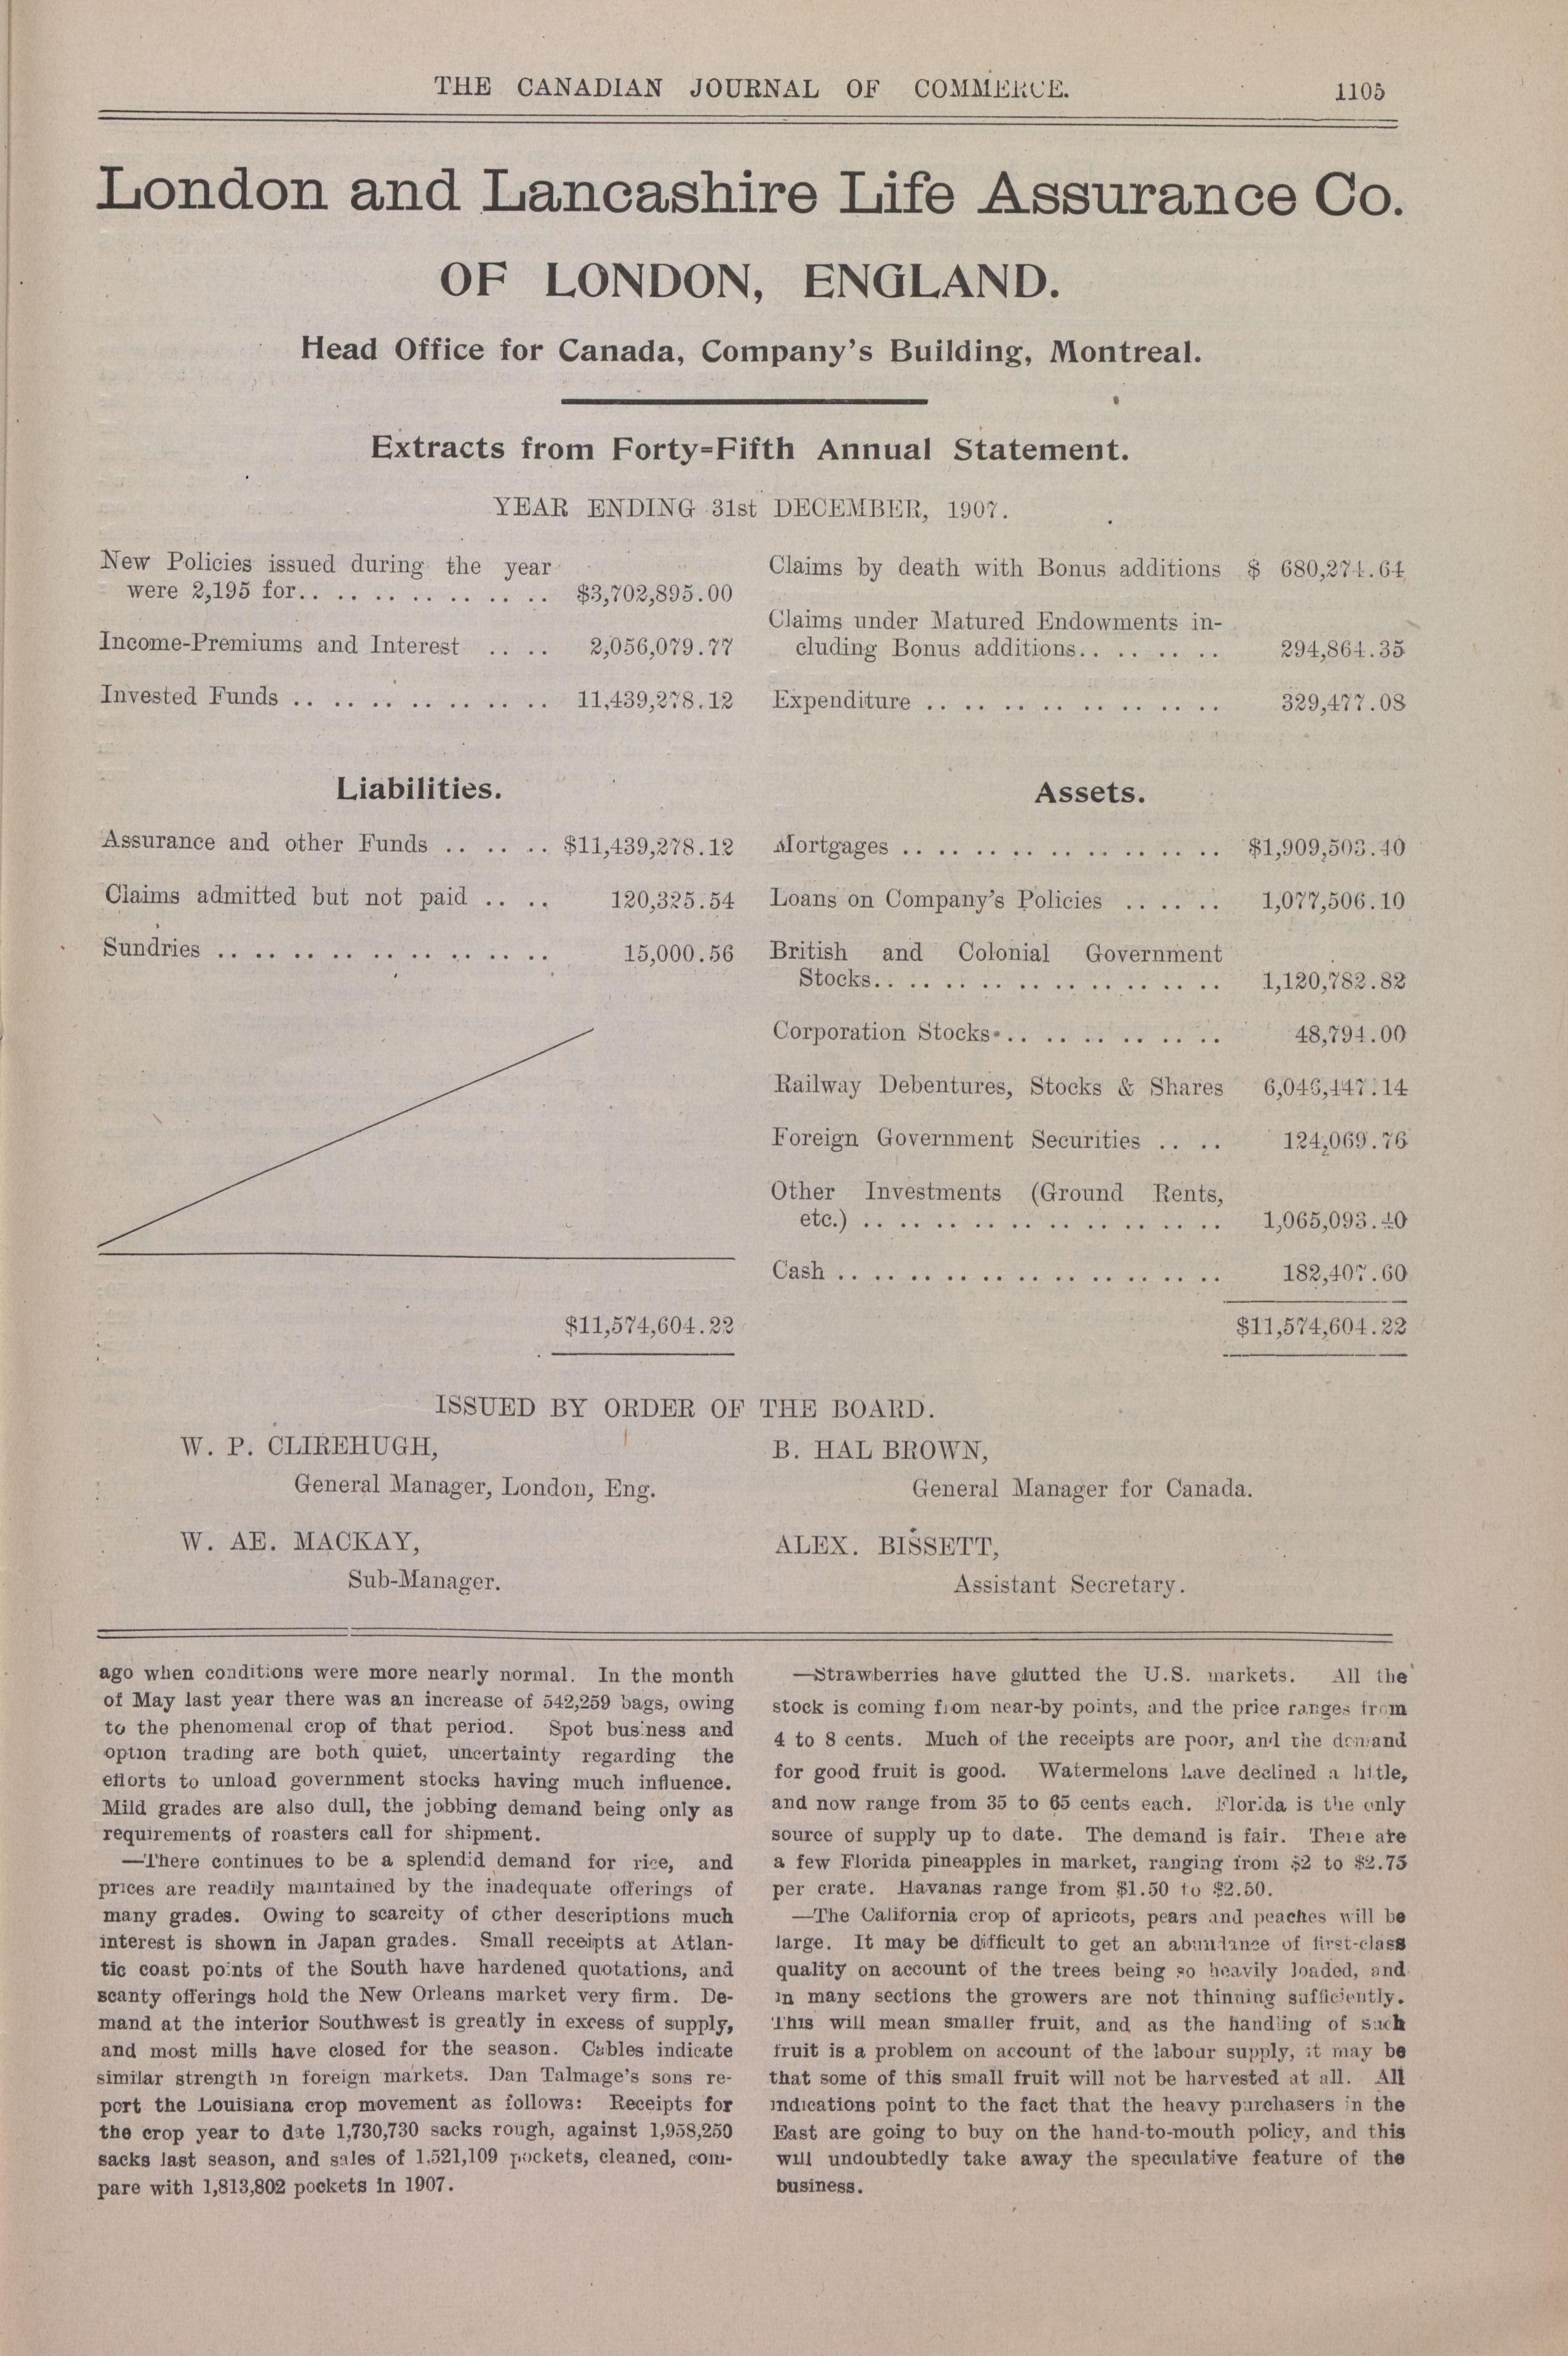 THE CANADIAN JOURNAL OF COMMERCE. 1105
London and Lancashire Life Assurance Co.
OF LONDON, ENGLAND.
Head Office for Canada, Company's Building, Montreal.
Extracts from Forty=Fifth Annual Statement.
YEAR ENDING 31st DECEMBER, 1907.
New Policies issued during the year
were 2,195 for.. .. .. .. .. .. .. $3,702,895.00
Income-Premiums and Interest .. .. 2,056,079.77
Invested Funds .. .. .. .. .. .. .. 11,439,278.12
Claims by death with Bonus additions $ 680,274.64
Claims under Matured Endowments in-
cluding Bonus additions.. .. .. .. 294,864.35
Expenditure .. .. .. .. .. .. .. .. 329,477.08
Liabilities.
Assurance and other Funds .. .. .. $11,439,278.12
Claims admitted but not paid .. .. 120,325.54
Sundries .. .. .. .. .. .. .. .. .. 15,000.56
$11,574,604.22
Assets.
Mortgages .. .. .. .. .. .. .. .. .. $1,909,503.40
Loans on Company's Policies .. .. .. 1,077,506.10
British and Colonial Government
Stocks.. .. .. .. .. .. .. .. .. .. 1,120,782.82
Corporation Stocks.. .. .. .. .. .. 48,794.00
Railway Debentures, Stocks & Shares 6,046,447.14
Foreign Government Securities .. .. 124,069.76
Other Investments (Ground Rents,
etc.) .. .. .. .. .. .. .. .. .. .. 1,065,093.40
Cash .. .. .. .. .. .. .. .. .. .. .. 182,407.60
$11,574,604.22
ISSUED BY ORDER OF THE BOARD.
W. P. CLIREHUGH,
General Manager, London, Eng.
W. AE. MACKAY,
Sub-Manager.
B. HAL BROWN,
General Manager for Canada.
ALEX. BISSETT,
Assistant Secretary.
ago when conditions were more nearly normal. In the month
of May last year there was an increase of 542,259 bags, owing
to the phenomenal crop of that period. Spot business and
option trading are both quiet, uncertainty regarding the
efforts to unload government stocks having much influence.
Mild grades are also dull, the jobbing demand being only as
requirements of roasters call for shipment.
—There continues to be a splendid demand for rice, and
prices are readily maintained by the inadequate offerings of
many grades. Owing to scarcity of other descriptions much
interest is shown in Japan grades. Small receipts at Atlan-
tic coast points of the South have hardened quotations, and
scanty offerings hold the New Orleans market very firm. De-
mand at the interior Southwest is greatly in excess of supply,
and most mills have closed for the season. Cables indicate
similar strength in foreign markets. Dan Talmage's sons re-
port the Louisiana crop movement as follows: Receipts for
the crop year to date 1,730,730 sacks rough, against 1,958,250
sacks last season, and sales of 1,521,109 pockets, cleaned, com-
pare with 1,813,802 pockets in 1907.
—Strawberries have glutted the U.S. markets. All the
stock is coming from near-by points, and the price ranges from
4 to 8 cents. Much of the receipts are poor, and the demand
for good fruit is good. Watermelons have declined a little,
and now range from 35 to 65 cents each. Florida is the only
source of supply up to date. The demand is fair. There are
a few Florida pineapples in market, ranging from $2 to $2.75
per crate. Havanas range from $1.50 to $2.50.
—The California crop of apricots, pears and peaches will be
large. It may be difficult to get an abundance of first-class
quality on account of the trees being so heavily loaded, and
in many sections the growers are not thinning sufficiently.
This will mean smaller fruit, and as the handling of such
fruit is a problem on account of the labour supply, it may be
that some of this small fruit will not be harvested at all. All
indications point to the fact that the heavy purchasers in the
East are going to buy on the hand-to-mouth policy, and this
will undoubtedly take away the speculative feature of the
business.